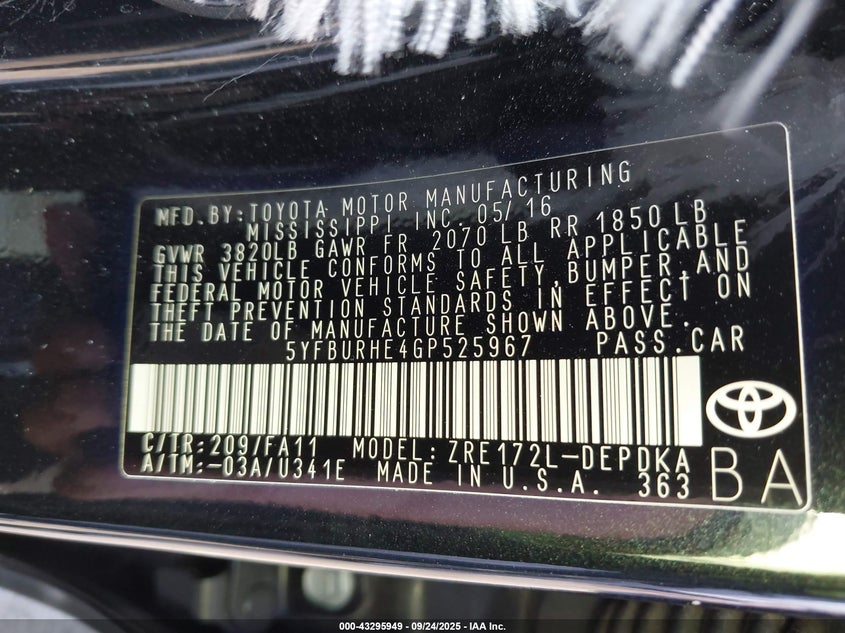 MFD. BY: TOYOTA MOTOR MANUFACTURING
MISSISSIPPI INC. 05/16
GVWR 3820LB GAWR FR 2070 LB RR 1850 LB
THIS VEHICLE CONFORMS TO ALL APPLICABLE
FEDERAL MOTOR VEHICLE SAFETY, BUMPER, AND
THEFT PREVENTION STANDARDS IN EFFECT ON
THE DATE OF MANUFACTURE SHOWN ABOVE.
5YFBURHE4GP525967 PASS.CAR
C/TR: 209/FA11 MODEL: ZRE172L-DEPDKA
A/TM: -03A/U341E MADE IN U.S.A. 363
BA
000-43295949 - 09/24/2025 - IAA Inc.